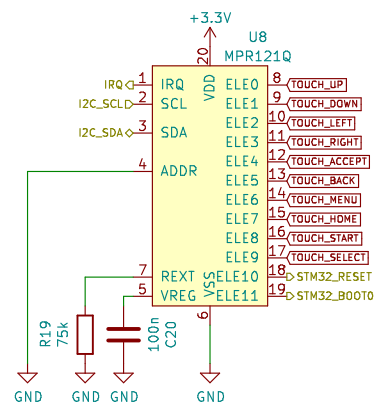 +3.3V
U8
MPR121Q
20
VDD
IRQ 1 IRQ ELE0 8 TOUCH_UP
I2C_SCL 2 SCL ELE1 9 TOUCH_DOWN
ELE2 10 TOUCH_LEFT
I2C_SDA 3 SDA ELE3 11 TOUCH_RIGHT
ELE4 12 TOUCH_ACCEPT
4 ADDR ELE5 13 TOUCH_BACK
ELE6 14 TOUCH_MENU
ELE7 15 TOUCH_HOME
ELE8 16 TOUCH_START
ELE9 17 TOUCH_SELECT
7 REXT ELE10 18 STM32_RESET
5 VREG ELE11 19 STM32_BOOT0
VSS
6
R19
75k
100n
C20
GND GND GND GND